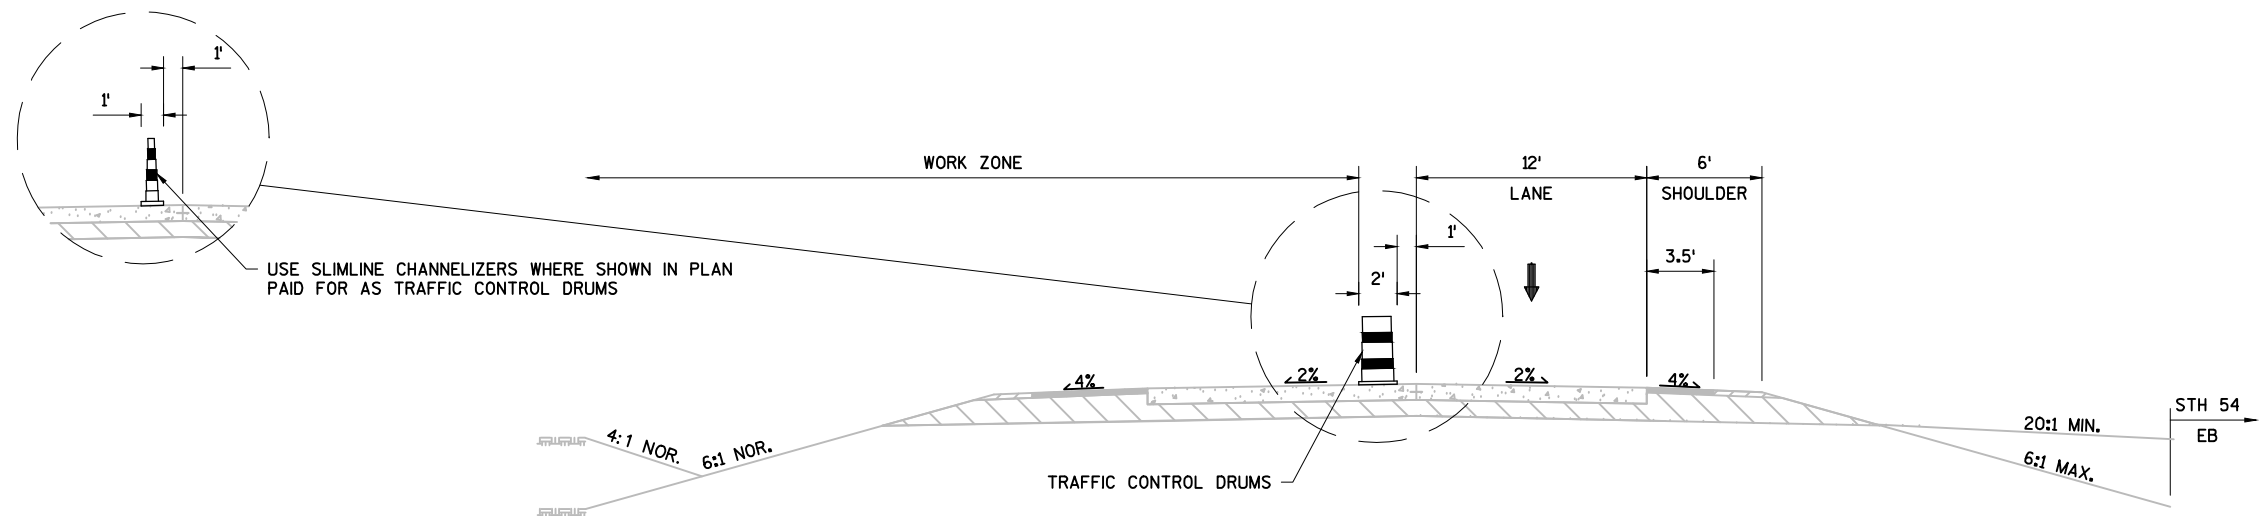 1'
1'
WORK ZONE
12'
6'
LANE
SHOULDER
1'
3.5'
2'
USE SLIMLINE CHANNELIZERS WHERE SHOWN IN PLAN
PAID FOR AS TRAFFIC CONTROL DRUMS
4%
2%
2%
4%
STH 54
EB
4:1 NOR.
6:1 NOR.
20:1 MIN.
6:1 MAX.
TRAFFIC CONTROL DRUMS